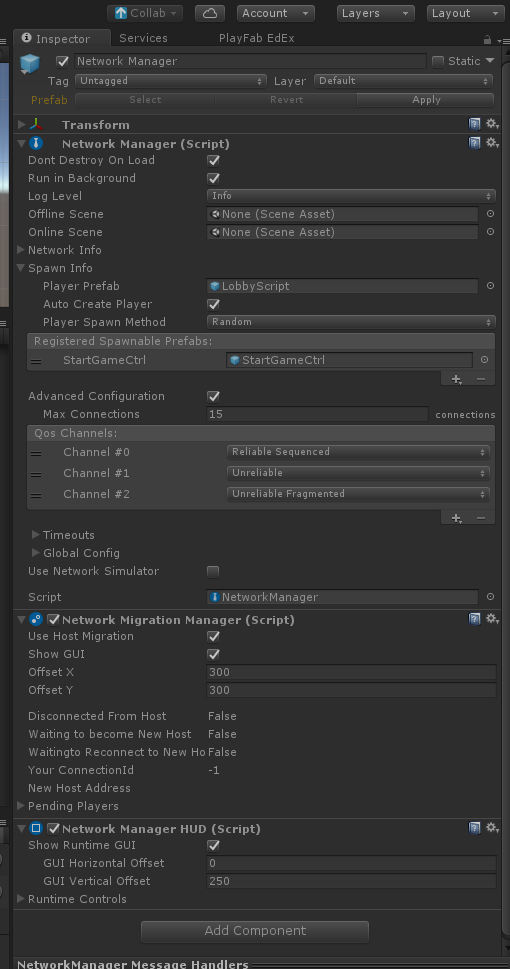 Collab Account Layers Layout
Inspector Services PlayFab EdEx
Network Manager Static
Tag Untagged Layer Default
Prefab Select Revert Apply
Transform
Network Manager (Script)
Dont Destroy On Load
Run in Background
Log Level Info
Offline Scene None (Scene Asset)
Online Scene None (Scene Asset)
Network Info
Spawn Info
Player Prefab LobbyScript
Auto Create Player
Player Spawn Method Random
Registered Spawnable Prefabs:
StartGameCtrl StartGameCtrl
Advanced Configuration
Max Connections 15 connections
Qos Channels:
Channel #0 Reliable Sequenced
Channel #1 Unreliable
Channel #2 Unreliable Fragmented
Timeouts
Global Config
Use Network Simulator
Script NetworkManager
Network Migration Manager (Script)
Use Host Migration
Show GUI
Offset X 300
Offset Y 300
Disconnected From Host False
Waiting to become New Host False
Waitingto Reconnect to New Ho False
Your ConnectionId -1
New Host Address
Pending Players
Network Manager HUD (Script)
Show Runtime GUI
GUI Horizontal Offset 0
GUI Vertical Offset 250
Runtime Controls
Add Component
NetworkManager Message Handlers